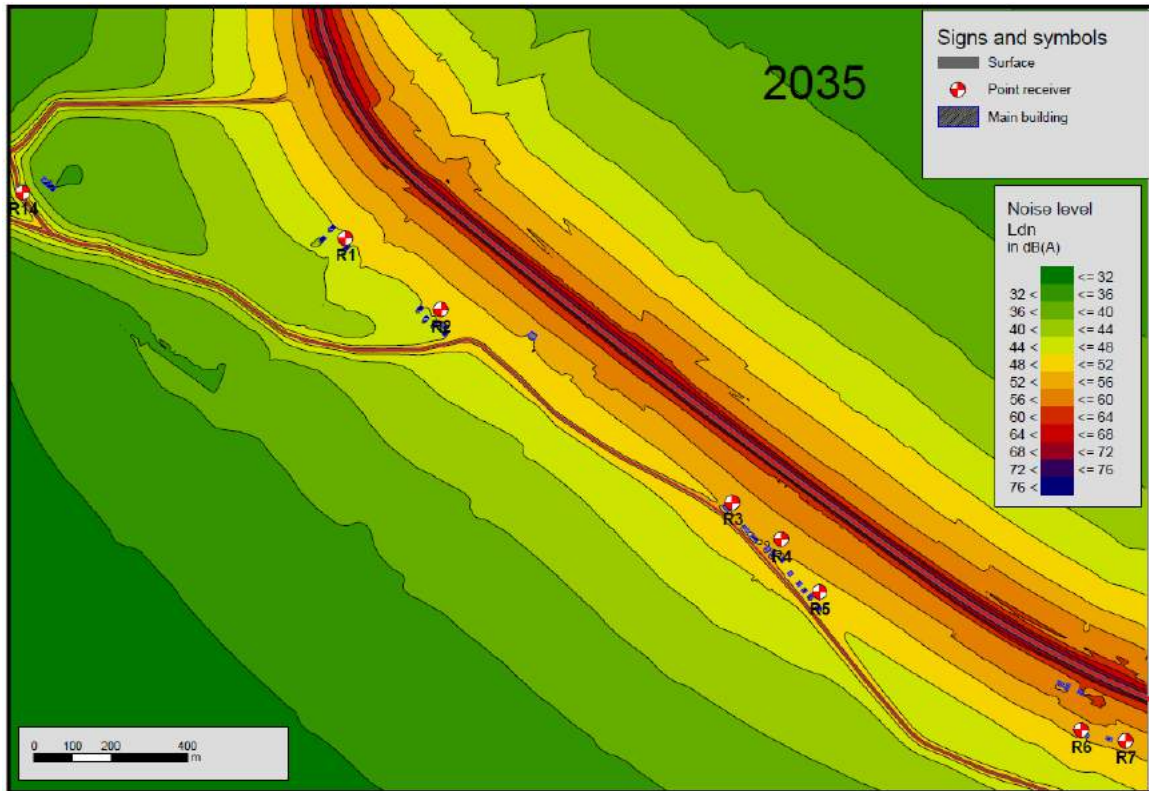 2035
Signs and symbols
Surface
Point receiver
Main building
Noise level
Ldn
in dB(A)
<= 32
32 < <= 36
36 < <= 40
40 < <= 44
44 < <= 48
48 < <= 52
52 < <= 56
56 < <= 60
60 < <= 64
64 < <= 68
68 < <= 72
72 < <= 76
76 <
R14
R1
R2
R3
R4
R5
R6
R7
0 100 200 400
m